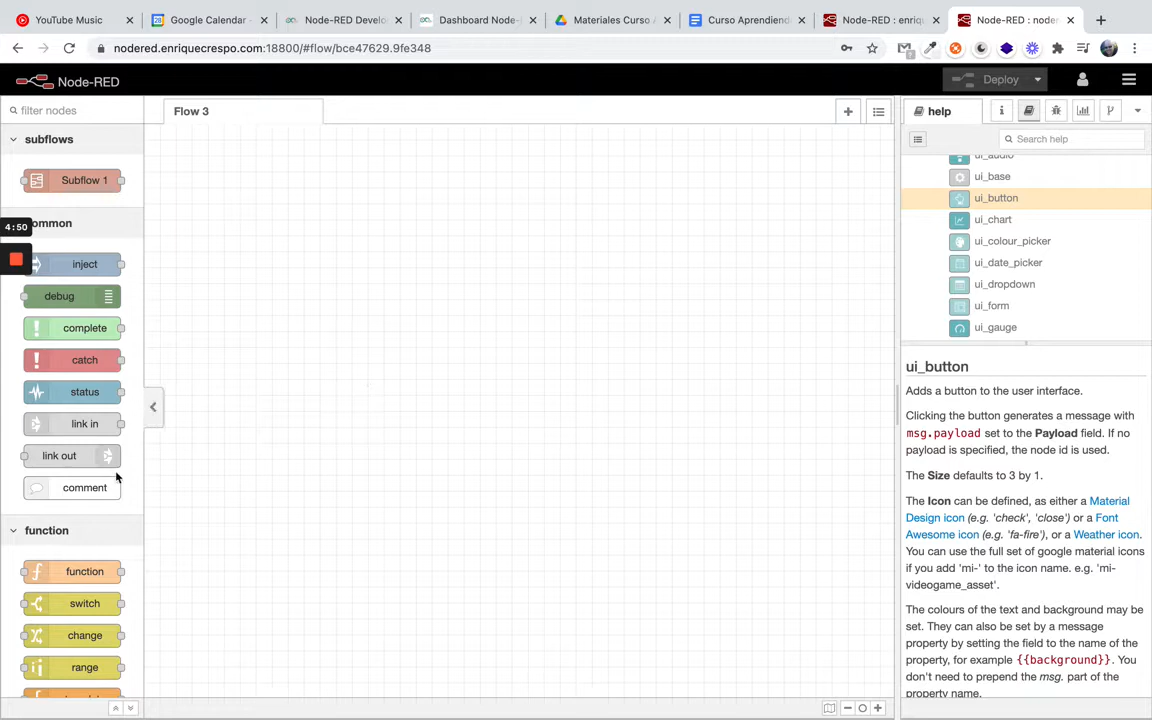 YouTube Music
Google Calendar -
Node-RED Develo
Dashboard Node-
Materiales Curso A
Curso Aprendiend
Node-RED : enriq
Node-RED : noder
nodered.enriquecrespo.com:18800/#flow/bce47629.9fe348
Node-RED
Deploy
filter nodes
Flow 3
help
Search help
subflows
Subflow 1
ommon
4:50
inject
debug
complete
catch
status
link in
link out
comment
function
function
switch
change
range
ui_audio
ui_base
ui_button
ui_chart
ui_colour_picker
ui_date_picker
ui_dropdown
ui_form
ui_gauge
ui_button
Adds a button to the user interface.
Clicking the button generates a message with
msg.payload set to the Payload field. If no
payload is specified, the node id is used.
The Size defaults to 3 by 1.
The Icon can be defined, as either a Material
Design icon (e.g. 'check', 'close') or a Font
Awesome icon (e.g. 'fa-fire'), or a Weather icon.
You can use the full set of google material icons
if you add 'mi-' to the icon name. e.g. 'mi-
videogame_asset'.
The colours of the text and background may be
set. They can also be set by a message
property by setting the field to the name of the
property, for example {{background}}. You
don't need to prepend the msg. part of the
property name.